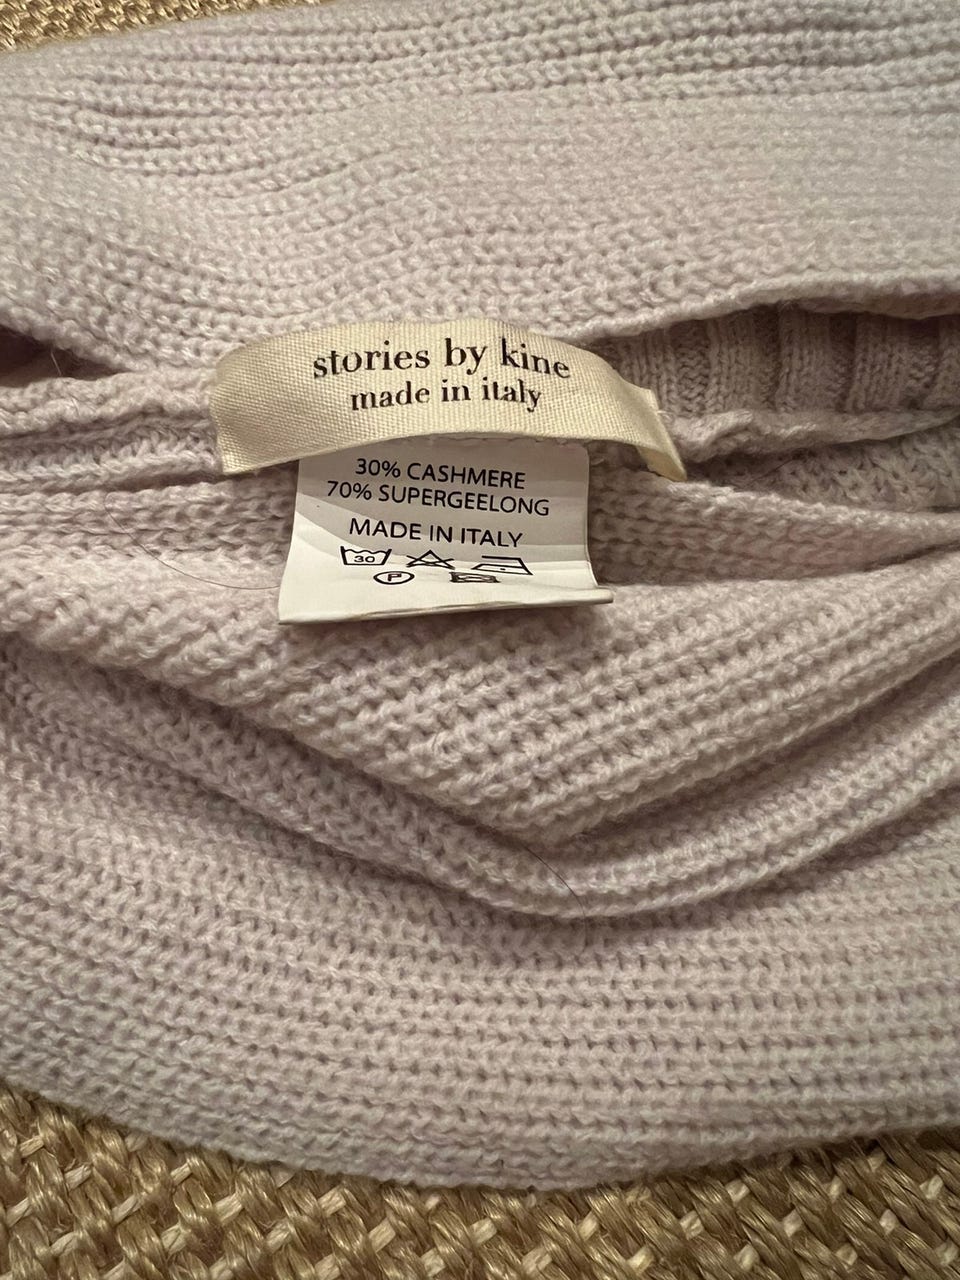 stories by kine
made in italy
30% CASHMERE
70% SUPERGEELONG
MADE IN ITALY
30
P